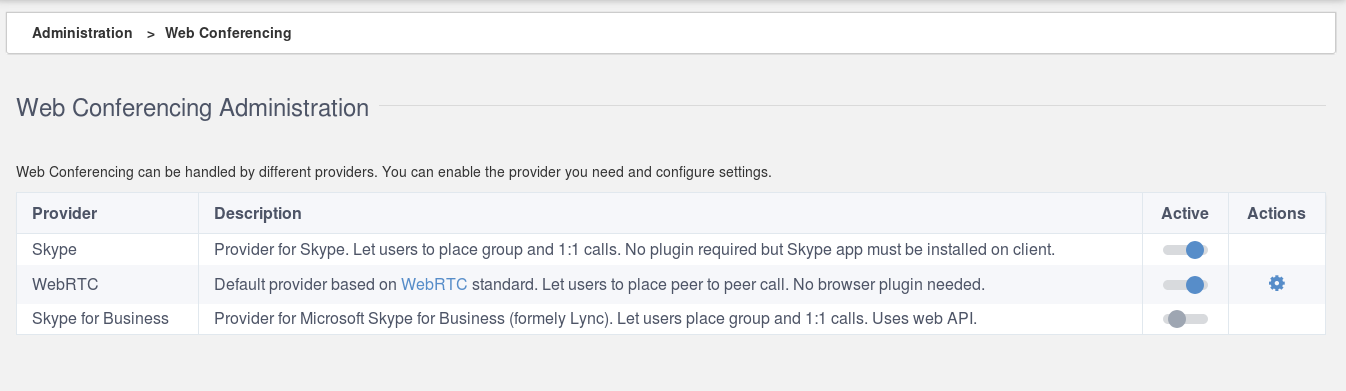 Administration > Web Conferencing
Web Conferencing Administration
Web Conferencing can be handled by different providers. You can enable the provider you need and configure settings.
Provider Description Active Actions
Skype Provider for Skype. Let users to place group and 1:1 calls. No plugin required but Skype app must be installed on client.
WebRTC Default provider based on WebRTC standard. Let users to place peer to peer call. No browser plugin needed.
Skype for Business Provider for Microsoft Skype for Business (formely Lync). Let users place group and 1:1 calls. Uses web API.